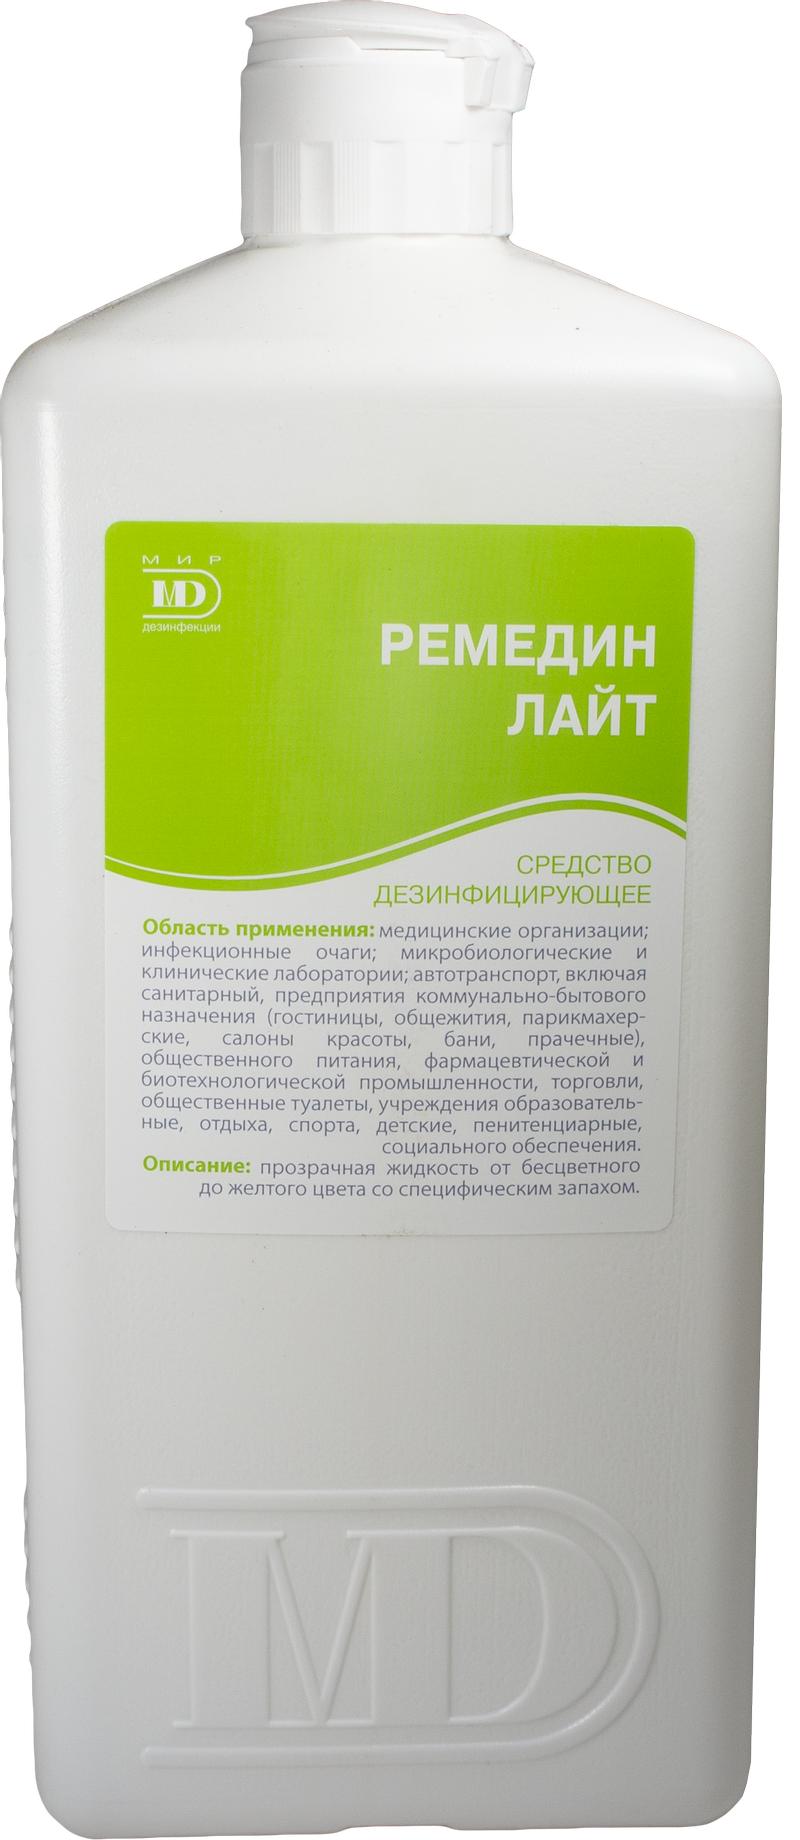 МИР
MD
дезинфекции
РЕМЕДИН
ЛАЙТ
СРЕДСТВО
ДЕЗИНФИЦИРУЮЩЕЕ
Область применения: медицинские организации;
инфекционные очаги; микробиологические и
клинические лаборатории; автотранспорт, включая
санитарный, предприятия коммунально-бытового
назначения (гостиницы, общежития, парикмахер-
ские, салоны красоты, бани, прачечные),
общественного питания, фармацевтической и
биотехнологической промышленности, торговли,
общественные туалеты, учреждения образователь-
ные, отдыха, спорта, детские, пенитенциарные,
социального обеспечения.
Описание: прозрачная жидкость от бесцветного
до желтого цвета со специфическим запахом.
MD